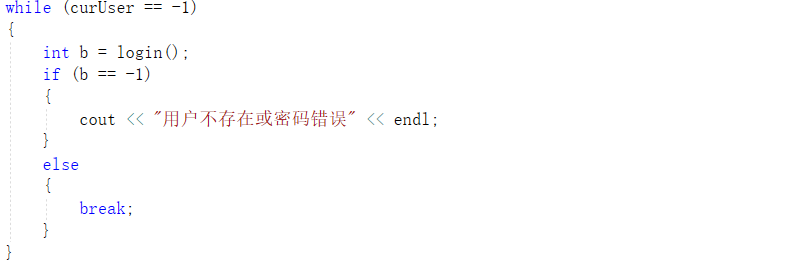 while (curUser == -1)
{
    int b = login();
    if (b == -1)
    {
        cout << "用户不存在或密码错误" << endl;
    }
    else
    {
        break;
    }
}